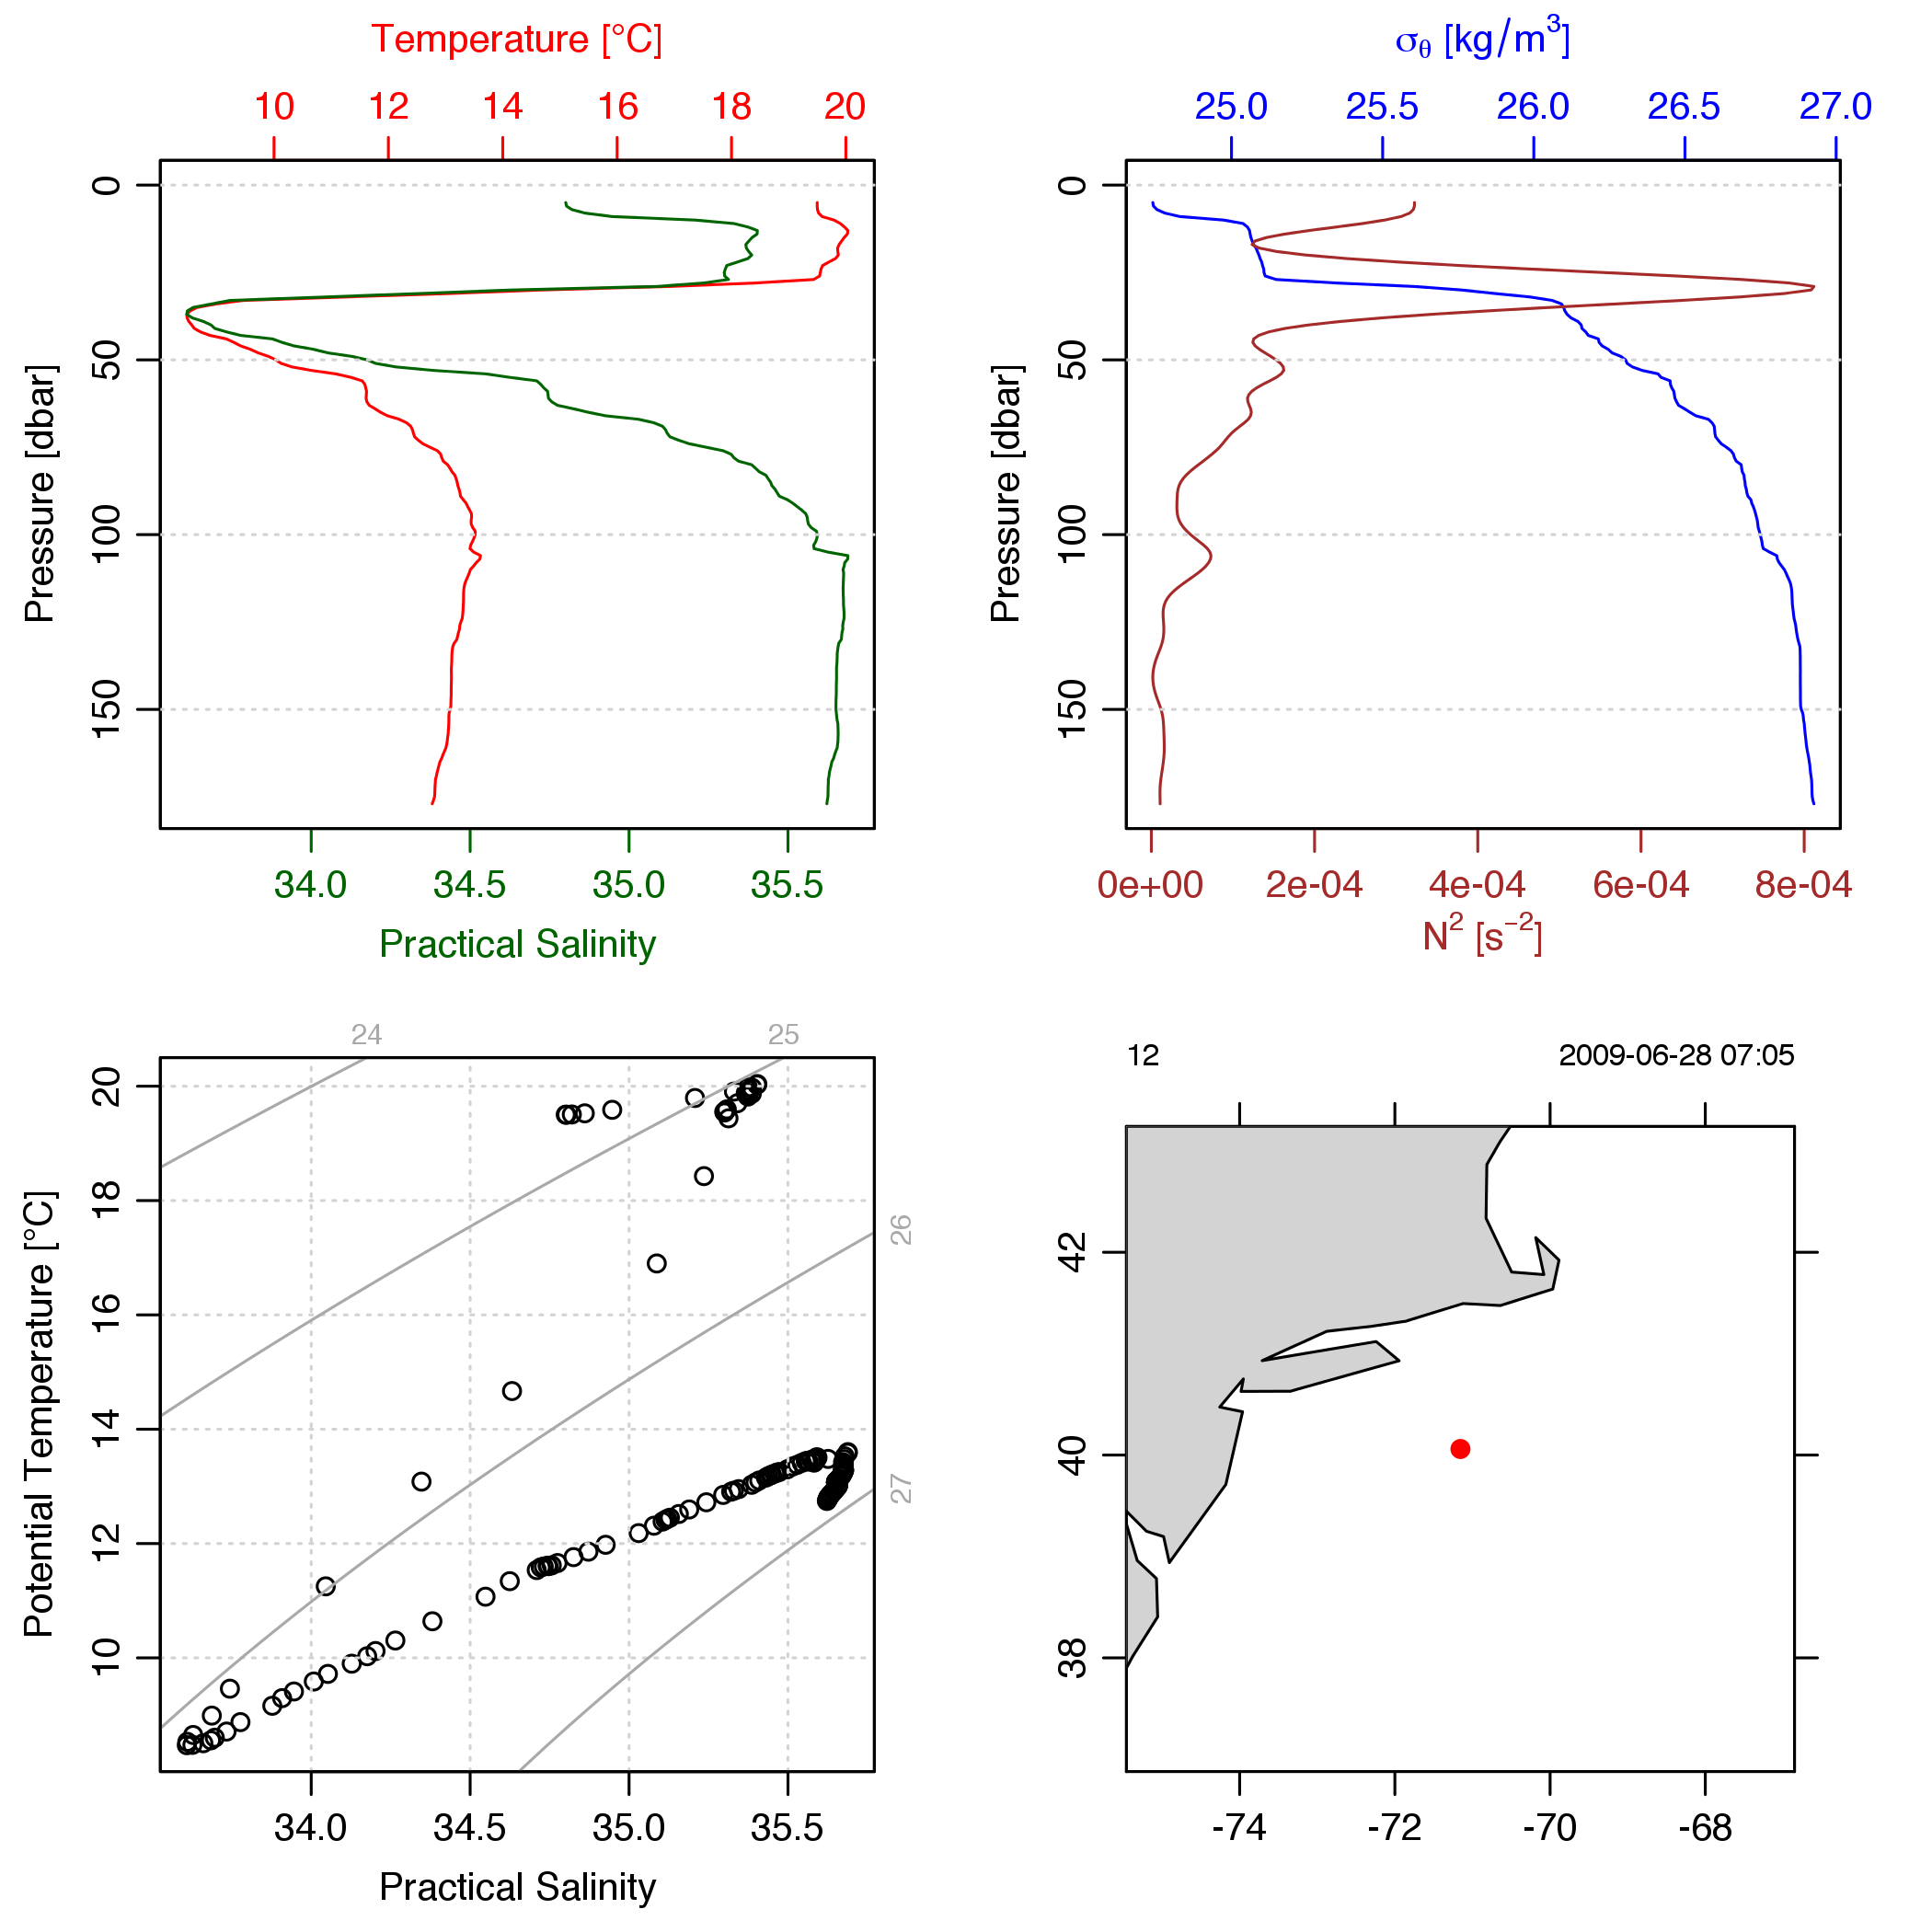 Temperature [°C]
10 12 14 16 18 20
Pressure [dbar]
0
50
100
150
34.0 34.5 35.0 35.5
Practical Salinity
σθ [kg/m³]
25.0 25.5 26.0 26.5 27.0
Pressure [dbar]
0
50
100
150
0e+00 2e-04 4e-04 6e-04 8e-04
N² [s⁻²]
24 25
26
27
Potential Temperature [°C]
20
18
16
14
12
10
34.0 34.5 35.0 35.5
Practical Salinity
12 2009-06-28 07:05
42
40
38
-74 -72 -70 -68